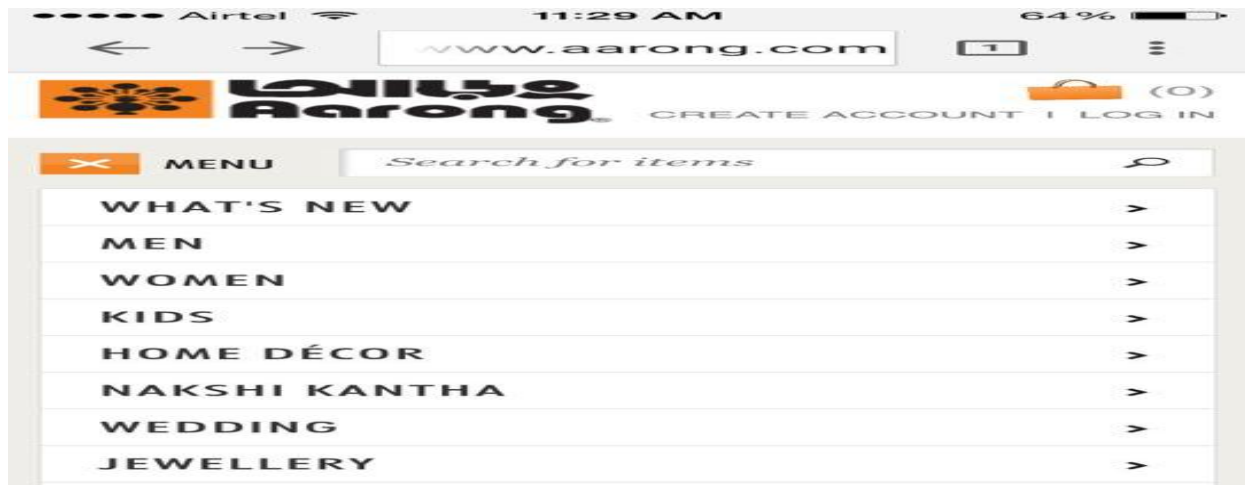 Airtel 11:29 AM 64%
www.aarong.com 1
আড়ং
Aarong® (0)
CREATE ACCOUNT | LOG IN
MENU Search for items
WHAT'S NEW >
MEN >
WOMEN >
KIDS >
HOME DÉCOR >
NAKSHI KANTHA >
WEDDING >
JEWELLERY >